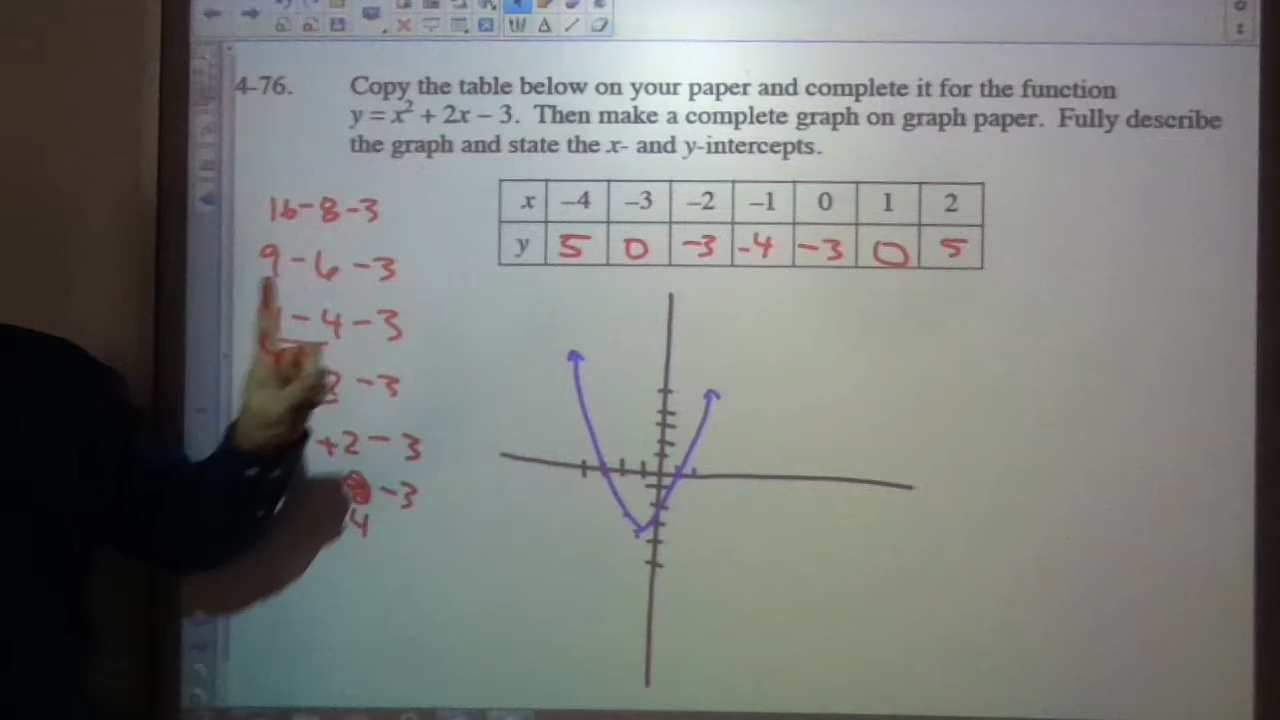 4-76. Copy the table below on your paper and complete it for the function
y = x² + 2x – 3. Then make a complete graph on graph paper. Fully describe
the graph and state the x- and y-intercepts.
x –4 –3 –2 –1 0 1 2
y 5 0 -3 -4 -3 0 5
16-8-3
9-6-3
-4-3
-3
+2-3
-3
4